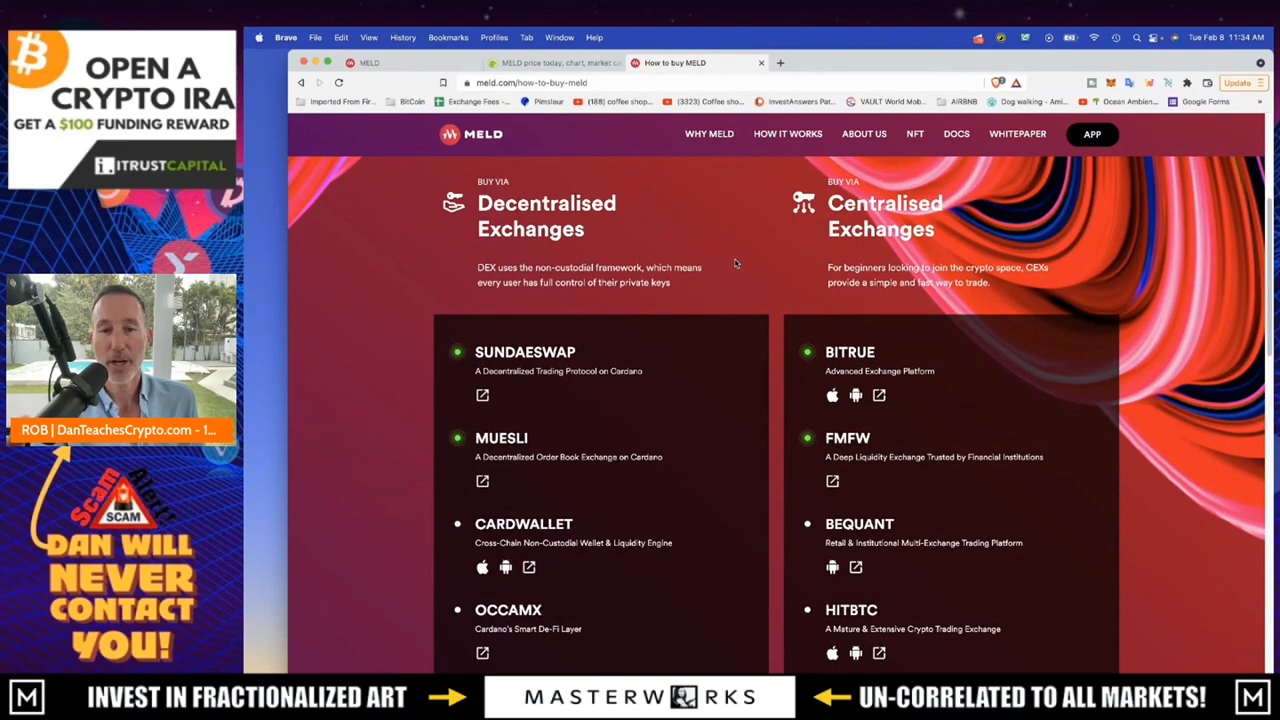 OPEN A
CRYPTO IRA
GET A $100 FUNDING REWARD
ITRUSTCAPITAL
ROB | DanTeachesCrypto.com - 1...
Scam Alert!
SCAM
DAN WILL
NEVER
CONTACT
YOU!
Brave File Edit View History Bookmarks Profiles Tab Window Help
Tue Feb 8 11:34 AM
MELD
MELD price today, chart, market ca
How to buy MELD
meld.com/how-to-buy-meld
Update
Imported From Fir... BitCoin Exchange Fees -... Pimsleur (188) coffee shop... (3323) Coffee sho... InvestAnswers Pat... VAULT World Mob... AIRBNB Dog walking - Ami... Ocean Ambien... Google Forms
MELD
WHY MELD HOW IT WORKS ABOUT US NFT DOCS WHITEPAPER APP
BUY VIA
Decentralised
Exchanges
DEX uses the non-custodial framework, which means
every user has full control of their private keys
SUNDAESWAP
A Decentralized Trading Protocol on Cardano
MUESLI
A Decentralized Order Book Exchange on Cardano
CARDWALLET
Cross-Chain Non-Custodial Wallet & Liquidity Engine
OCCAMX
Cardano's Smart De-Fi Layer
BUY VIA
Centralised
Exchanges
For beginners looking to join the crypto space, CEXs
provide a simple and fast way to trade.
BITRUE
Advanced Exchange Platform
FMFW
A Deep Liquidity Exchange Trusted by Financial Institutions
BEQUANT
Retail & Institutional Multi-Exchange Trading Platform
HITBTC
A Mature & Extensive Crypto Trading Exchange
M INVEST IN FRACTIONALIZED ART MASTERWORKS UN-CORRELATED TO ALL MARKETS! M